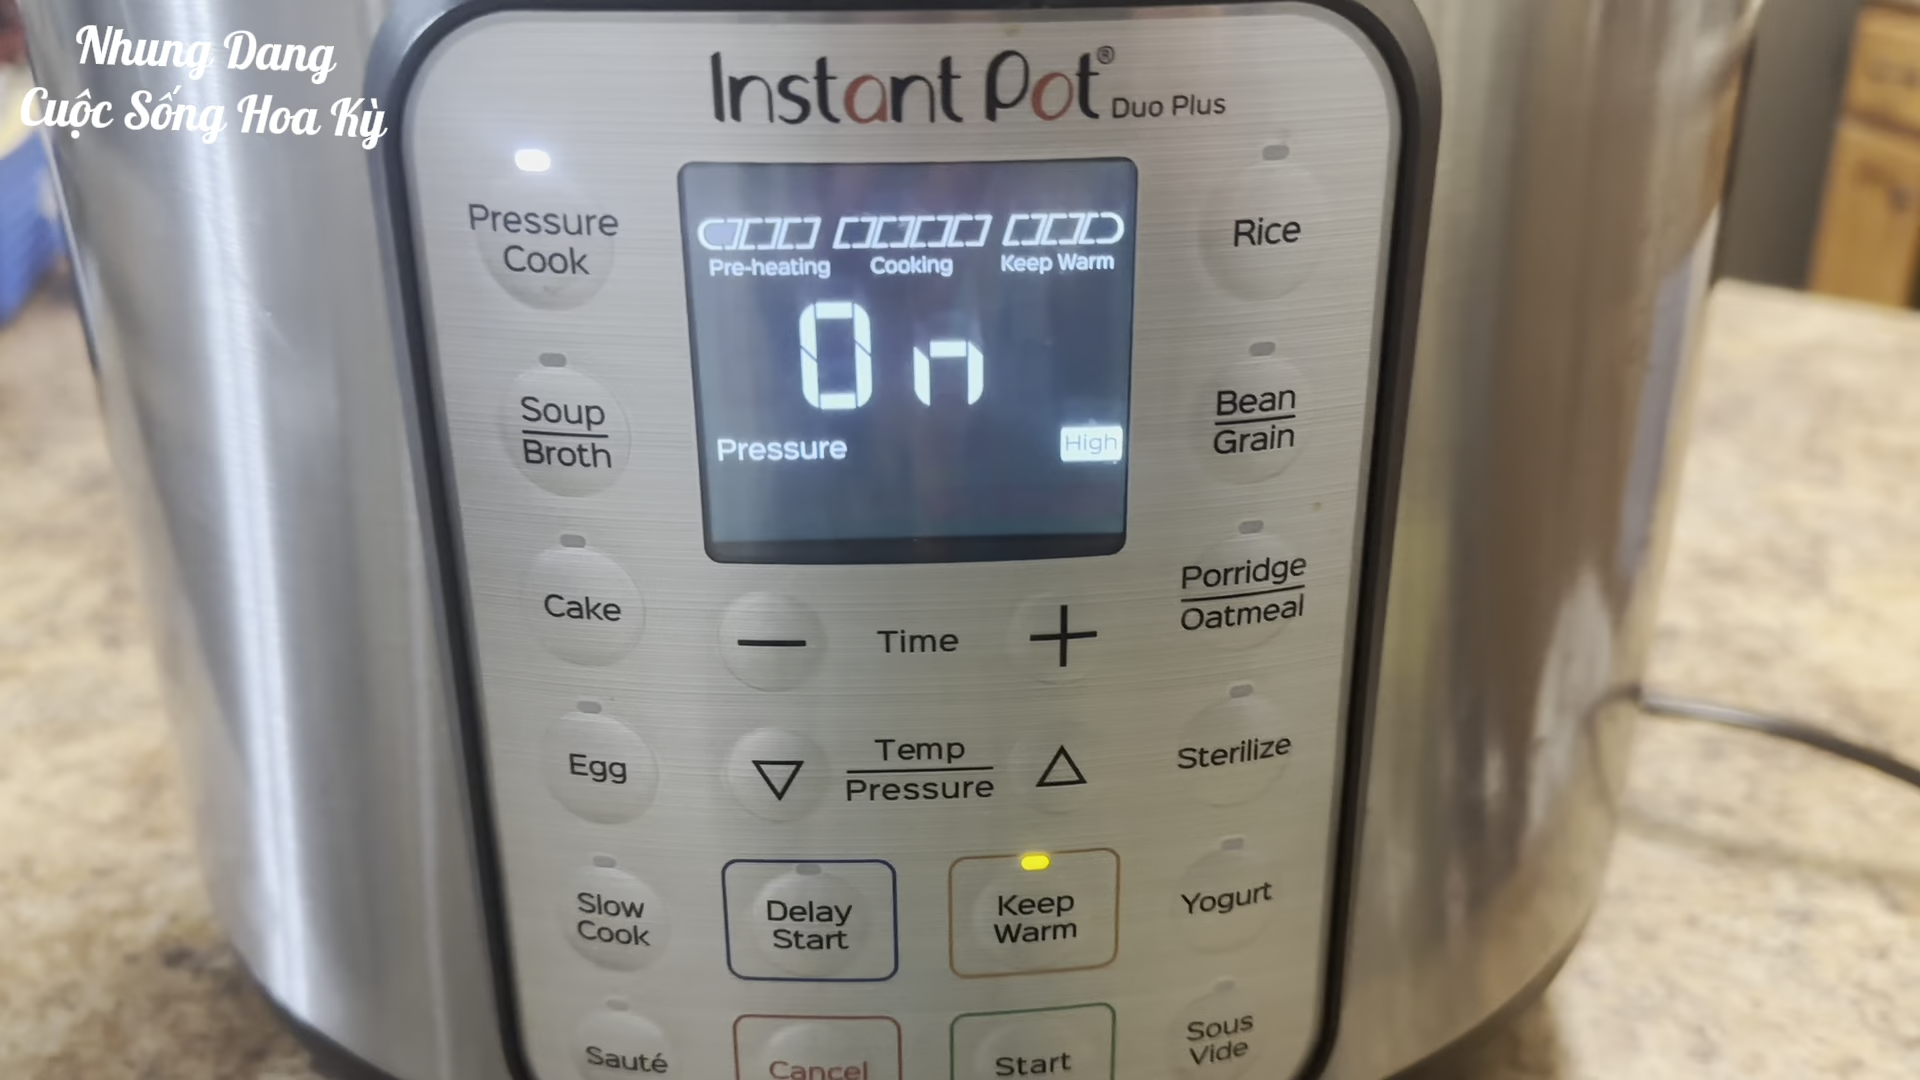 Nhung Dang
Cuộc Sống Hoa Kỳ
Instant Pot® Duo Plus
Pressure
Cook
Pre-heating
Cooking
Keep Warm
On
Pressure
High
Rice
Soup
Broth
Bean
Grain
Cake
Time
Porridge
Oatmeal
Egg
Temp
Pressure
Sterilize
Slow
Cook
Delay
Start
Keep
Warm
Yogurt
Sauté
Cancel
Start
Sous
Vide